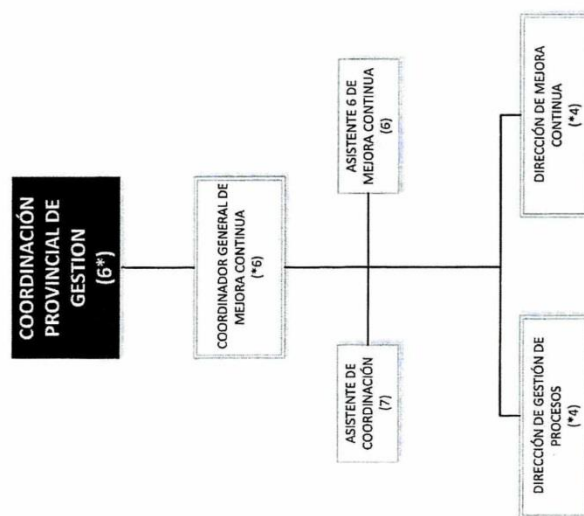 COORDINACIÓN
PROVINCIAL DE
GESTION
(6*)
COORDINADOR GENERAL DE
MEJORA CONTINUA
(*6)
ASISTENTE DE
COORDINACIÓN
(7)
ASISTENTE 6 DE
MEJORA CONTINUA
(6)
DIRECCIÓN DE GESTIÓN DE
PROCESOS
(*4)
DIRECCIÓN DE MEJORA
CONTINUA
(*4)